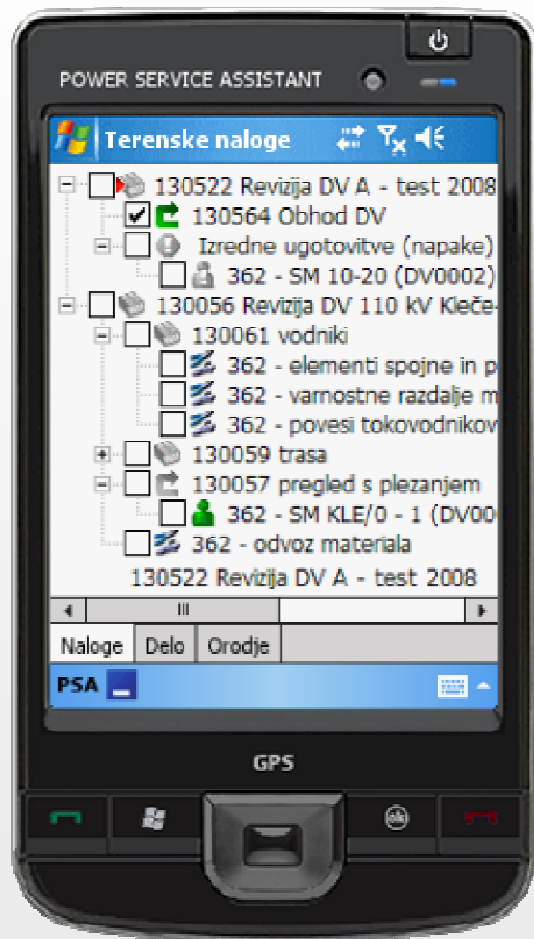 POWER SERVICE ASSISTANT
Terenske naloge
130522 Revizija DV A - test 2008
130564 Obhod DV
Izredne ugotovitve (napake)
362 - SM 10-20 (DV0002)
130056 Revizija DV 110 kV Kleče-
130061 vodniki
362 - elementi spojne in p
362 - varnostne razdalje m
362 - povesi tokovodnikov
130059 trasa
130057 pregled s plezanjem
362 - SM KLE/0 - 1 (DV00
362 - odvoz materiala
130522 Revizija DV A - test 2008
Naloge Delo Orodje
PSA
GPS
ok